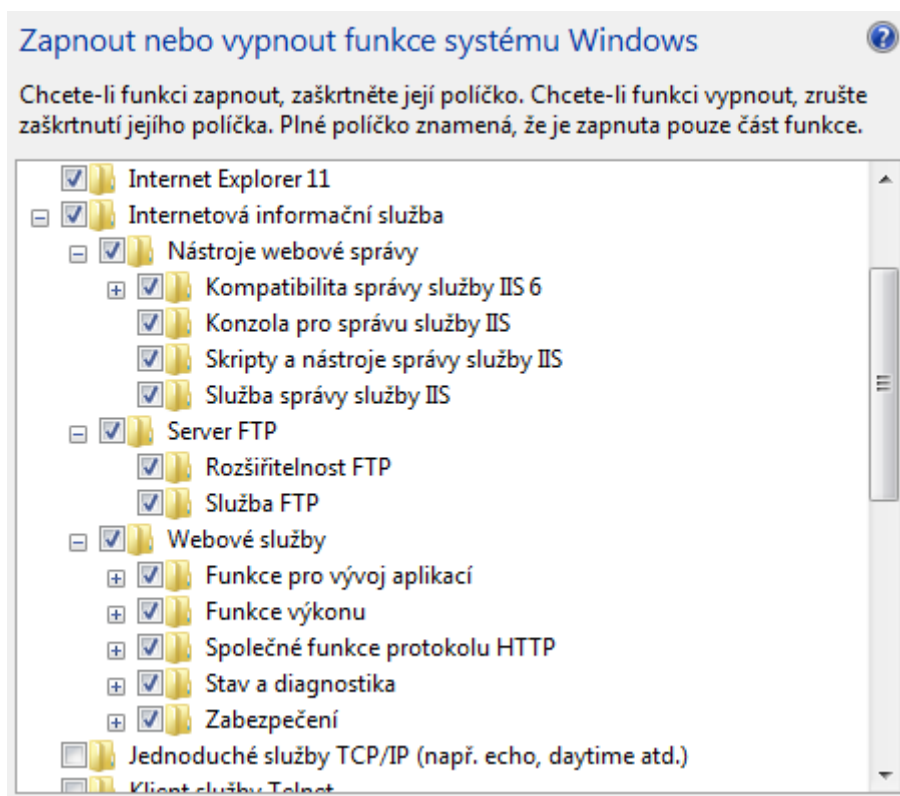 Zapnout nebo vypnout funkce systému Windows
Chcete-li funkci zapnout, zaškrtněte její políčko. Chcete-li funkci vypnout, zrušte
zaškrtnutí jejího políčka. Plné políčko znamená, že je zapnuta pouze část funkce.
Internet Explorer 11
Internetová informační služba
Nástroje webové správy
Kompatibilita správy služby IIS 6
Konzola pro správu služby IIS
Skripty a nástroje správy služby IIS
Služba správy služby IIS
Server FTP
Rozšiřitelnost FTP
Služba FTP
Webové služby
Funkce pro vývoj aplikací
Funkce výkonu
Společné funkce protokolu HTTP
Stav a diagnostika
Zabezpečení
Jednoduché služby TCP/IP (např. echo, daytime atd.)
Klient služby Telnet